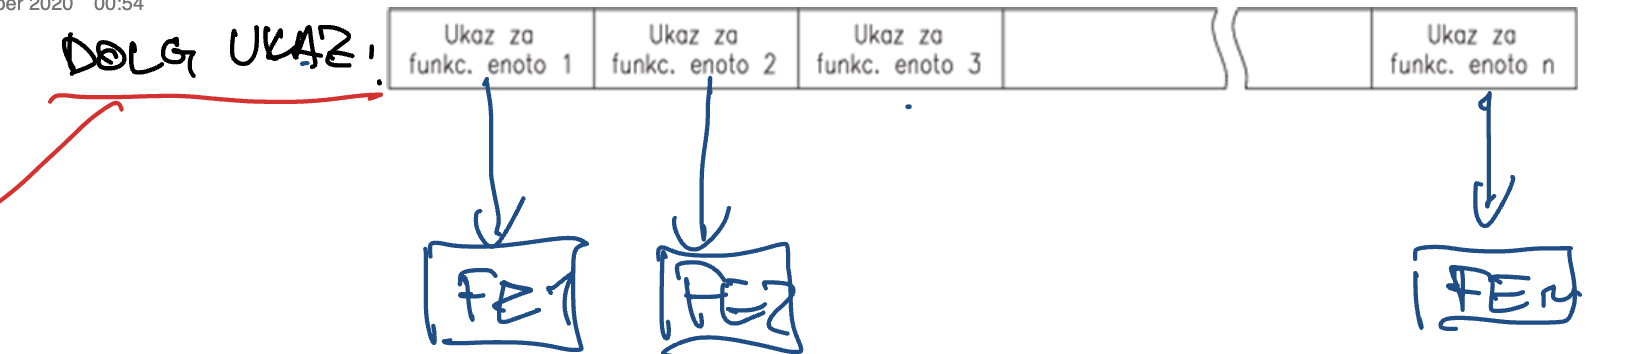 ber 2020 00:54
DOLG UKAZ:
Ukaz za
funkc. enoto 1
Ukaz za
funkc. enoto 2
Ukaz za
funkc. enoto 3
Ukaz za
funkc. enoto n
FE1
FE2
FEn